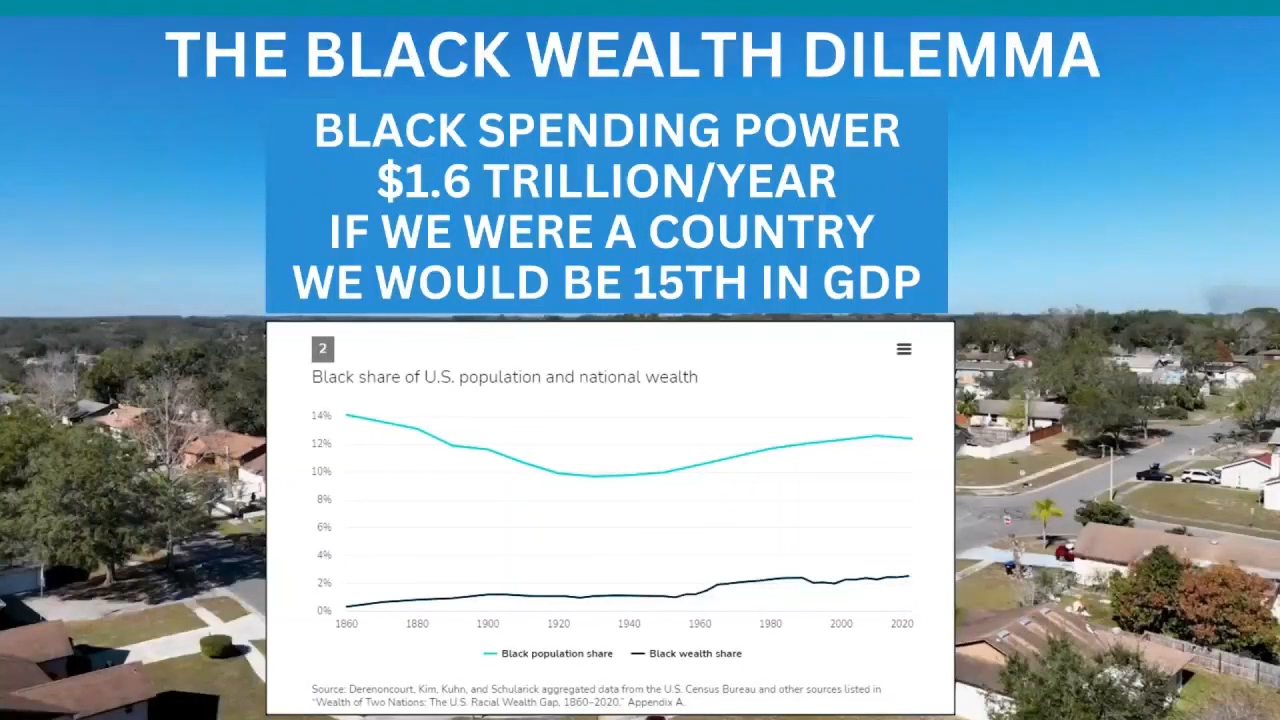 THE BLACK WEALTH DILEMMA
BLACK SPENDING POWER
$1.6 TRILLION/YEAR
IF WE WERE A COUNTRY
WE WOULD BE 15TH IN GDP
2
Black share of U.S. population and national wealth
14%
12%
10%
8%
6%
4%
2%
0%
1860 1880 1900 1920 1940 1960 1980 2000 2020
Black population share Black wealth share
Source: Derenoncourt, Kim, Kuhn, and Schularick aggregated data from the U.S. Census Bureau and other sources listed in
“Wealth of Two Nations: The U.S. Racial Wealth Gap, 1860–2020,” Appendix A.